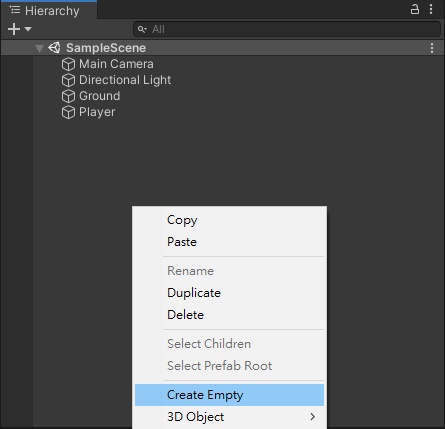 Hierarchy
All
SampleScene
Main Camera
Directional Light
Ground
Player
Copy
Paste
Rename
Duplicate
Delete
Select Children
Select Prefab Root
Create Empty
3D Object